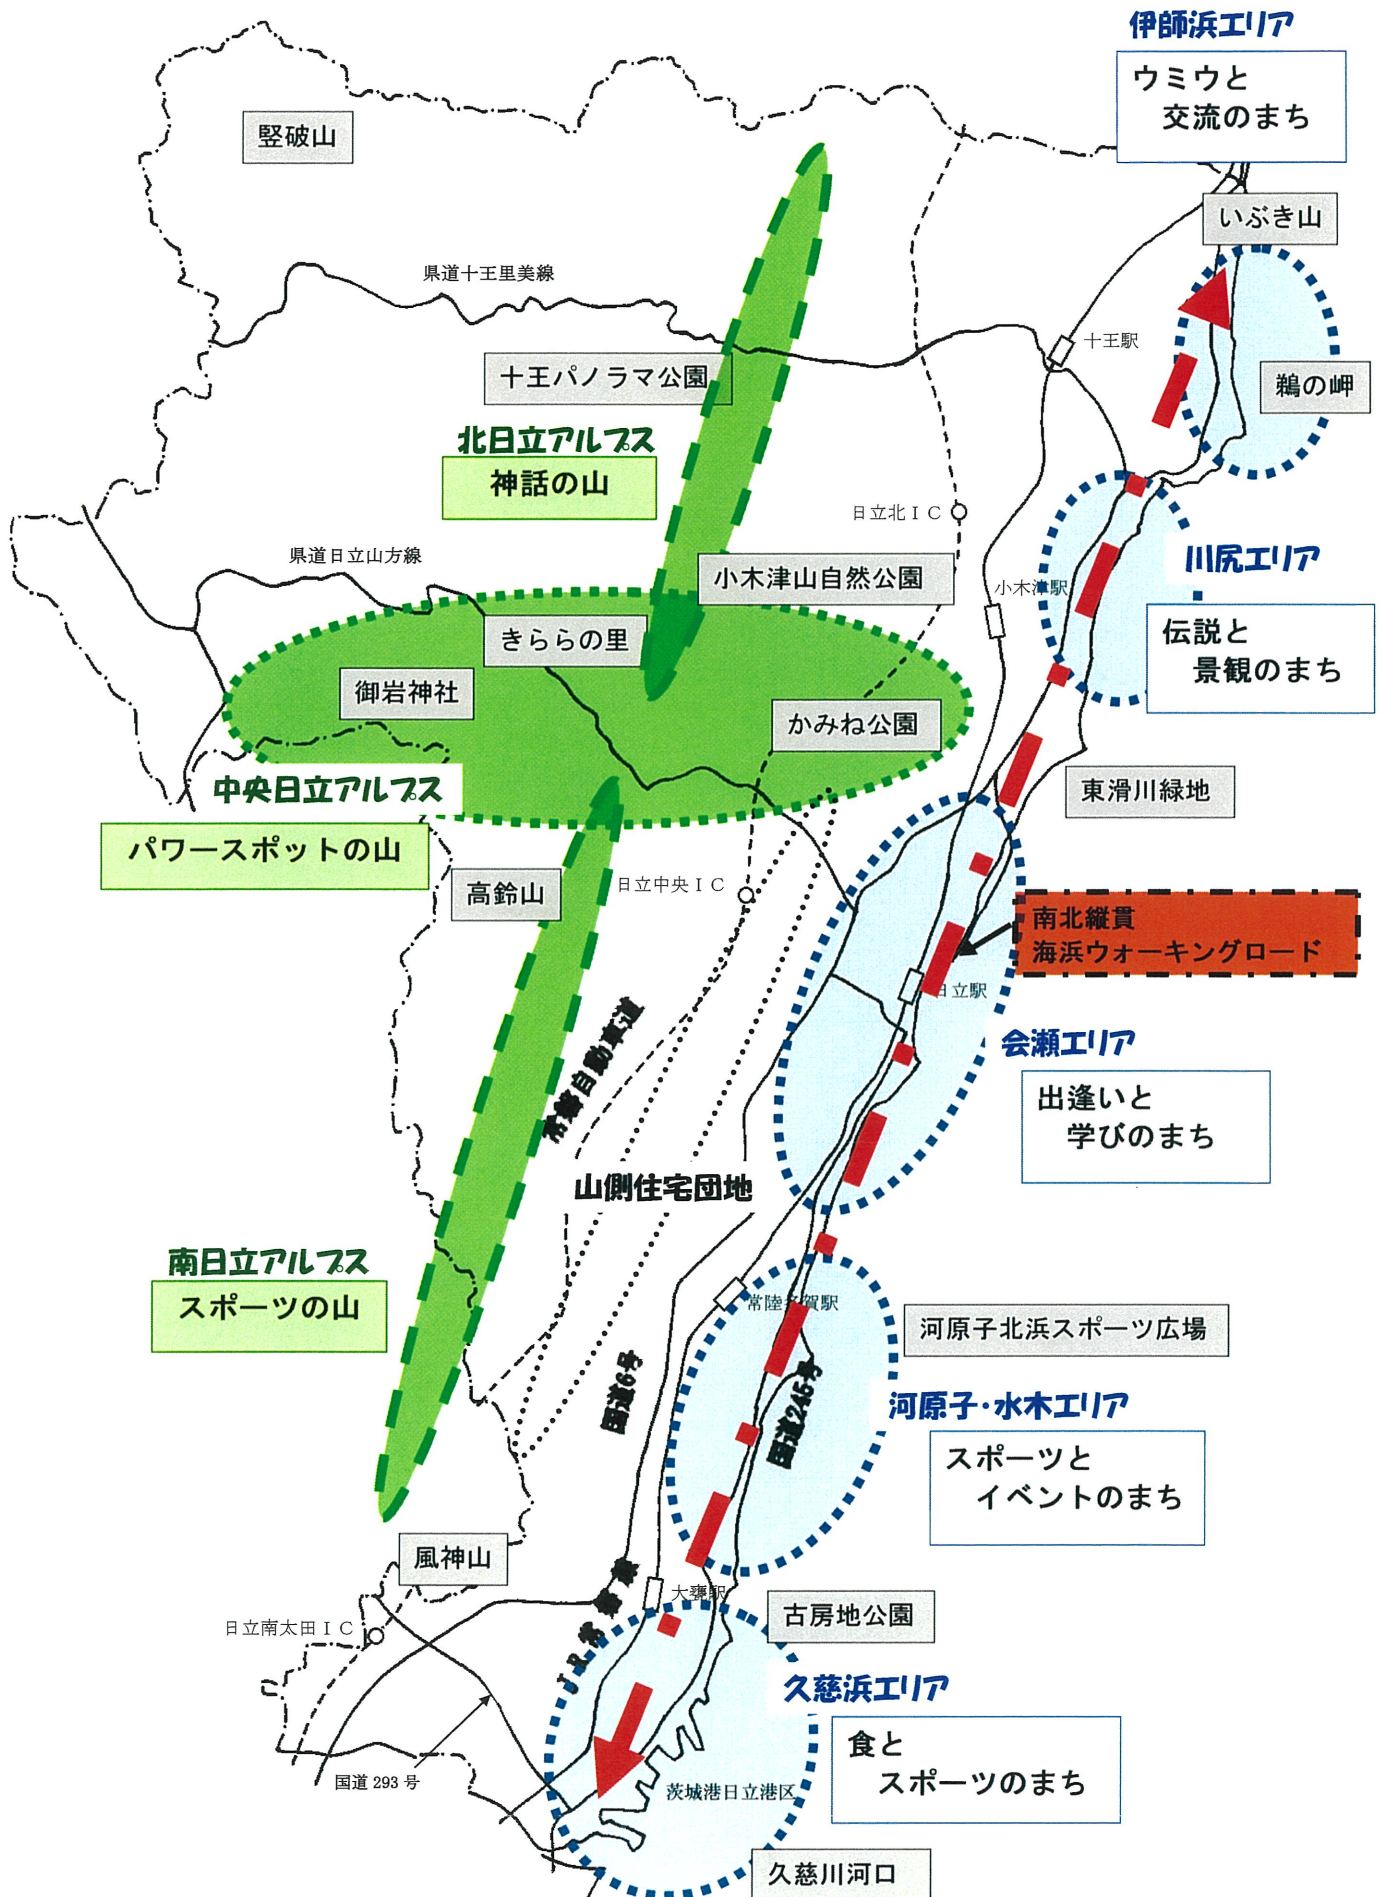 伊師浜エリア
ウミウと
交流のまち
竪破山
いぶき山
県道十王里美線
十王駅
十王パノラマ公園
鵜の岬
北日立アルプス
神話の山
日立北ＩＣ
県道日立山方線
川尻エリア
小木津山自然公園
小木津駅
伝説と
景観のまち
きららの里
御岩神社
かみね公園
中央日立アルプス
東滑川緑地
パワースポットの山
高鈴山
日立中央ＩＣ
南北縦貫
海浜ウォーキングロード
日立駅
常磐自動車道
会瀬エリア
出逢いと
学びのまち
山側住宅団地
南日立アルプス
スポーツの山
常陸多賀駅
河原子北浜スポーツ広場
国道6号
国道245号
河原子・水木エリア
スポーツと
イベントのまち
風神山
ＪＲ常磐線
大甕駅
古房地公園
日立南太田ＩＣ
久慈浜エリア
食と
スポーツのまち
国道 293 号
茨城港日立港区
久慈川河口